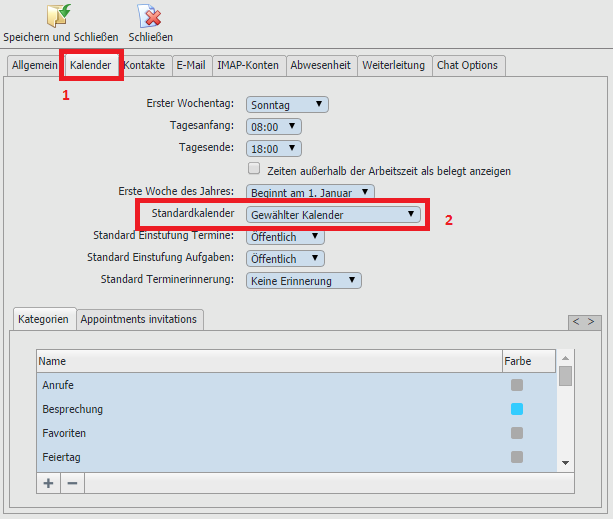 Speichern und Schließen Schließen
Allgemein Kalender Kontakte E-Mail IMAP-Konten Abwesenheit Weiterleitung Chat Options
1
Erster Wochentag: Sonntag
Tagesanfang: 08:00
Tagesende: 18:00
Zeiten außerhalb der Arbeitszeit als belegt anzeigen
Erste Woche des Jahres: Beginnt am 1. Januar
Standardkalender Gewählter Kalender 2
Standard Einstufung Termine: Öffentlich
Standard Einstufung Aufgaben: Öffentlich
Standard Terminerinnerung: Keine Erinnerung
Kategorien Appointments invitations < >
Name Farbe
Anrufe
Besprechung
Favoriten
Feiertag
+ −